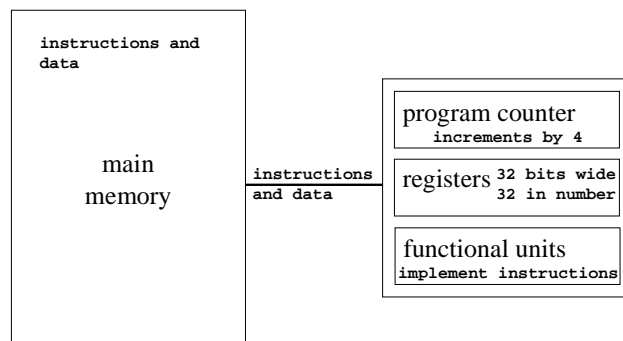 instructions and
data
main
memory
instructions
and data
program counter
increments by 4
registers 32 bits wide
32 in number
functional units
implement instructions